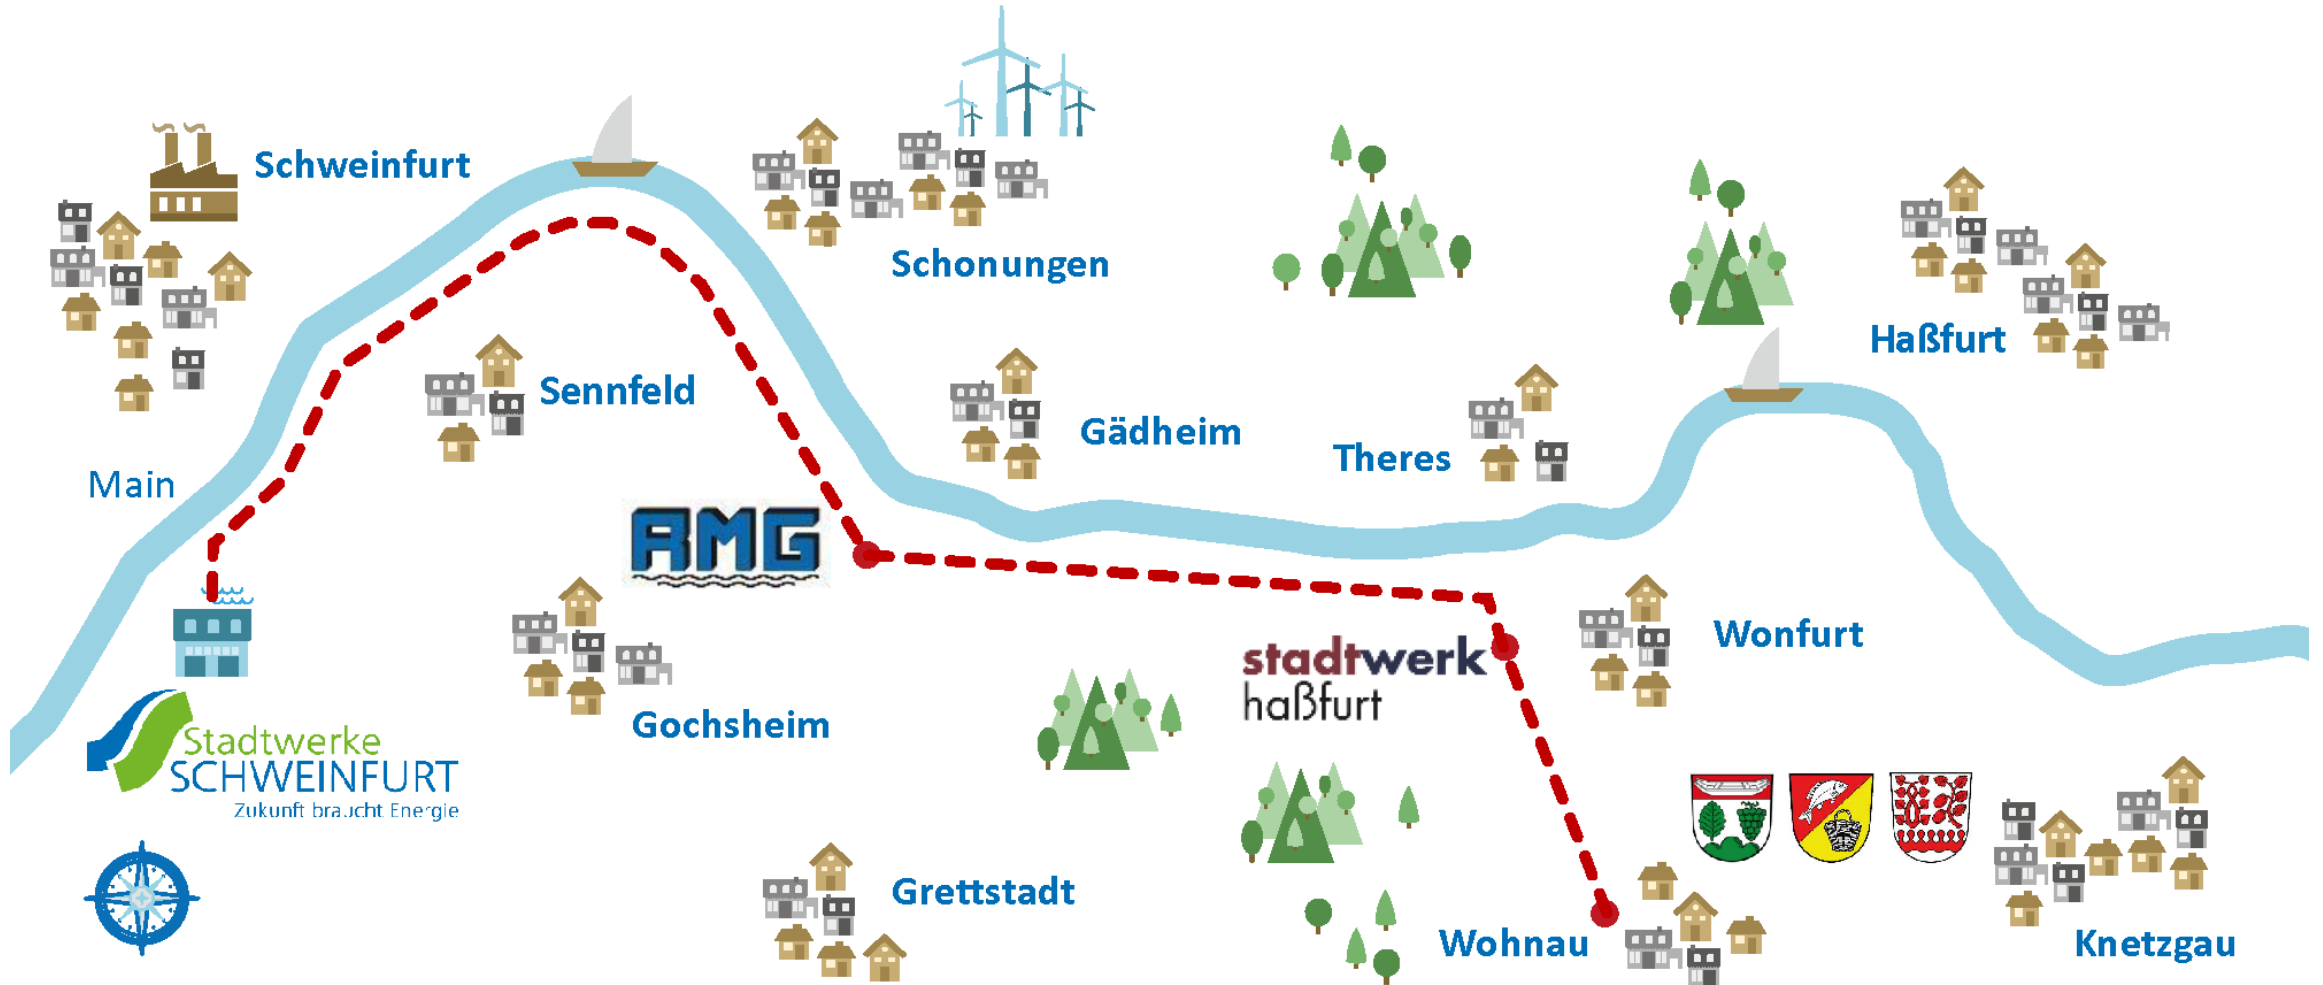 Schweinfurt
Schonungen
Haßfurt
Sennfeld
Gädheim
Theres
Main
RMG
Wonfurt
stadtwerk
haßfurt
Gochsheim
Stadtwerke
SCHWEINFURT
Zukunft braucht Energie
Grettstadt
Wohnau
Knetzgau